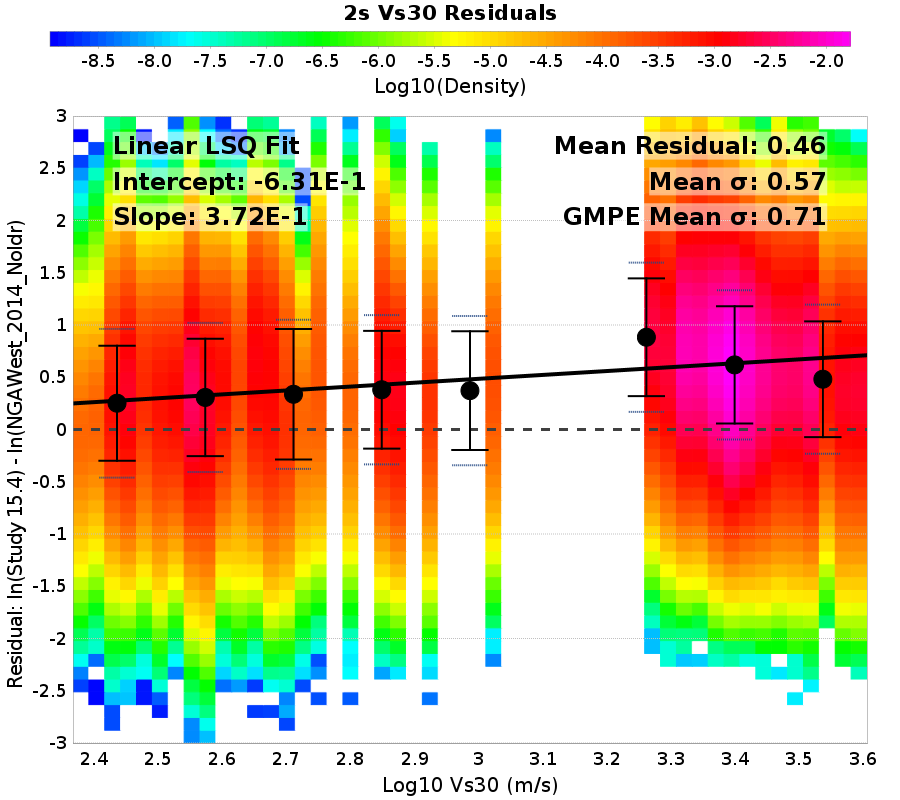 2s Vs30 Residuals
-8.5 -8.0 -7.5 -7.0 -6.5 -6.0 -5.5 -5.0 -4.5 -4.0 -3.5 -3.0 -2.5 -2.0
Log10(Density)
Linear LSQ Fit
Intercept: -6.31E-1
Slope: 3.72E-1
Mean Residual: 0.46
Mean σ: 0.57
GMPE Mean σ: 0.71
Residual: ln(Study 15.4) - ln(NGAWest_2014_NoIdr)
3
2.5
2
1.5
1
0.5
0
-0.5
-1
-1.5
-2
-2.5
-3
2.4 2.5 2.6 2.7 2.8 2.9 3 3.1 3.2 3.3 3.4 3.5 3.6
Log10 Vs30 (m/s)